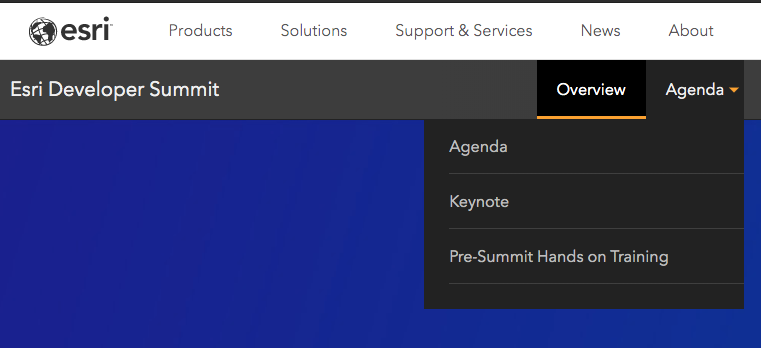 esri
Products Solutions Support & Services News About
Esri Developer Summit Overview Agenda
Agenda
Keynote
Pre-Summit Hands on Training